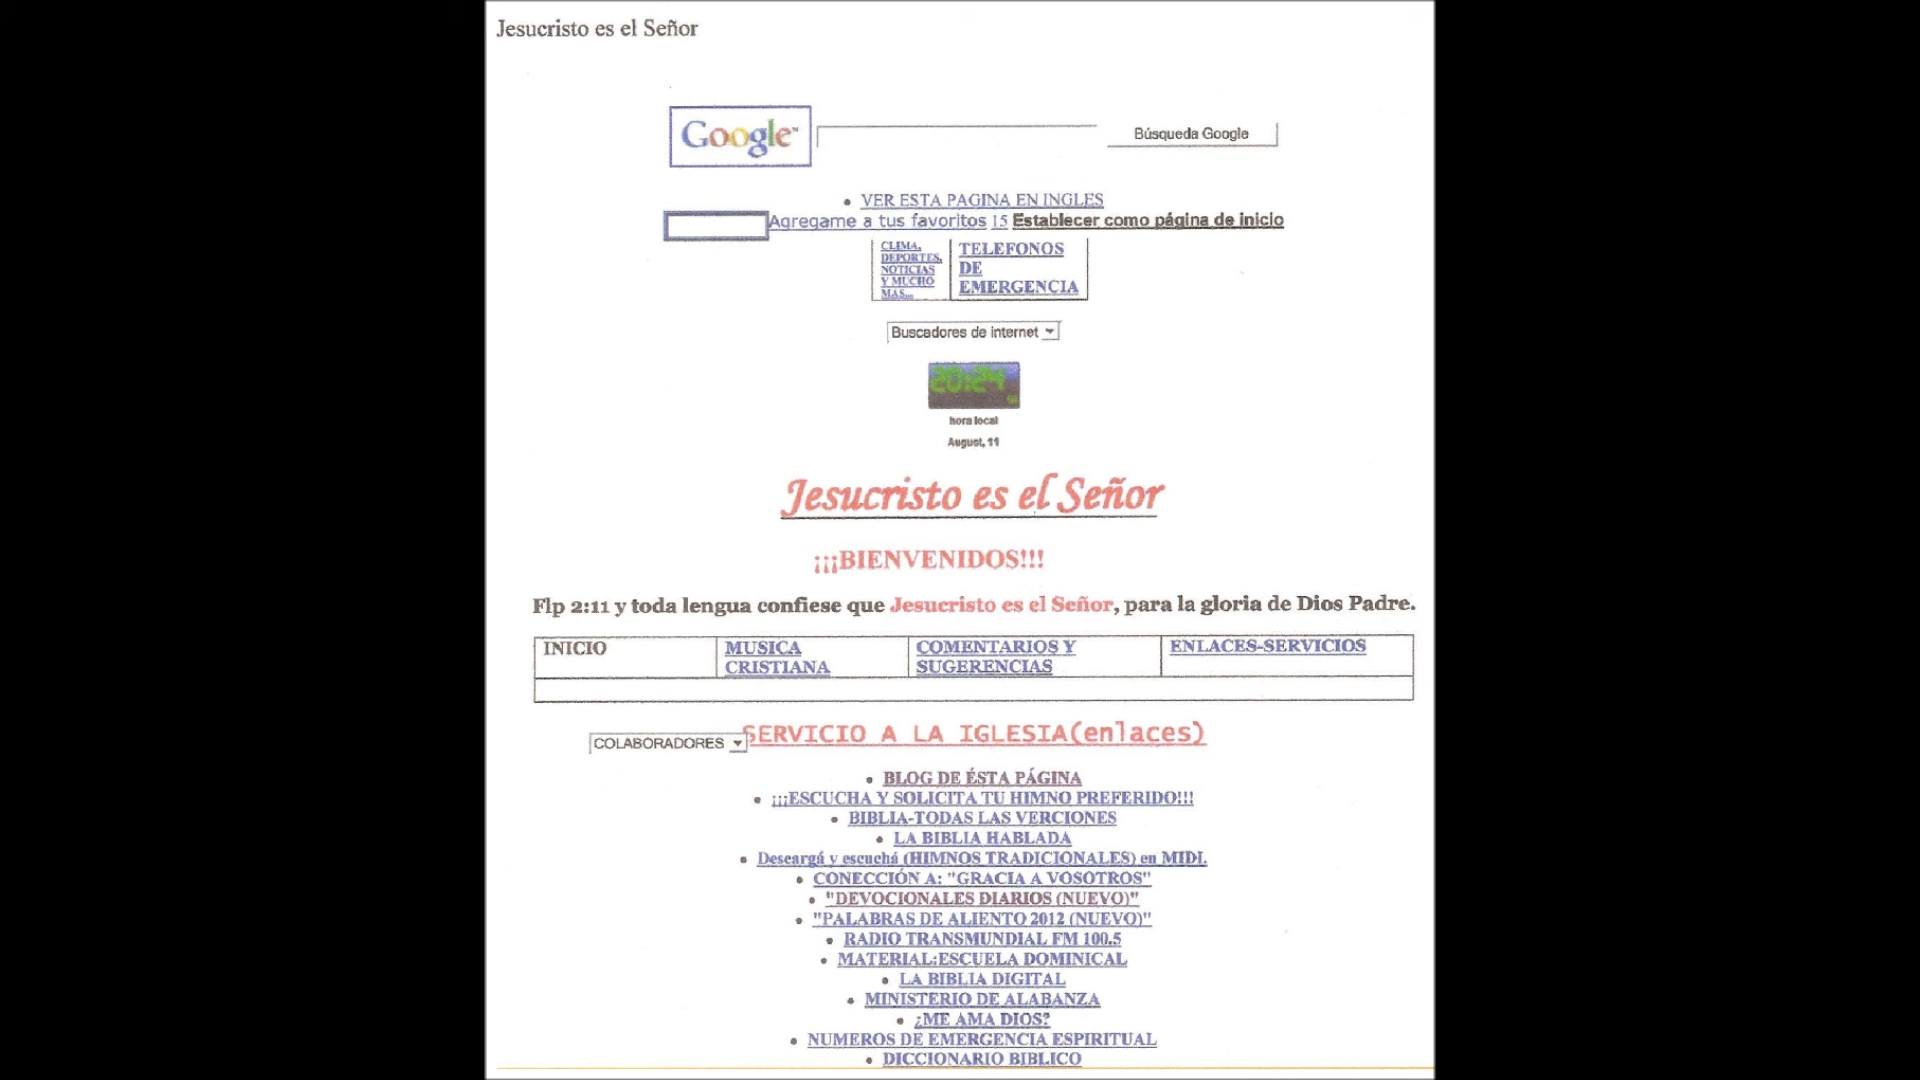 Jesucristo es el Señor
Google™
Búsqueda Google
• VER ESTA PAGINA EN INGLES
Agregame a tus favoritos 15 Establecer como página de inicio
CLIMA,
DEPORTES,
NOTICIAS
Y MUCHO
MAS...
TELEFONOS
DE
EMERGENCIA
Buscadores de internet
20:24
hora local
August, 11
Jesucristo es el Señor
¡¡¡BIENVENIDOS!!!
Flp 2:11 y toda lengua confiese que Jesucristo es el Señor, para la gloria de Dios Padre.
INICIO
MUSICA
CRISTIANA
COMENTARIOS Y
SUGERENCIAS
ENLACES-SERVICIOS
SERVICIO A LA IGLESIA(enlaces)
COLABORADORES
• BLOG DE ÉSTA PÁGINA
• ¡¡¡ESCUCHA Y SOLICITA TU HIMNO PREFERIDO!!!
• BIBLIA-TODAS LAS VERCIONES
• LA BIBLIA HABLADA
• Descargá y escuchá (HIMNOS TRADICIONALES) en MIDI.
• CONECCIÓN A: "GRACIA A VOSOTROS"
• "DEVOCIONALES DIARIOS (NUEVO)"
• "PALABRAS DE ALIENTO 2012 (NUEVO)"
• RADIO TRANSMUNDIAL FM 100.5
• MATERIAL:ESCUELA DOMINICAL
• LA BIBLIA DIGITAL
• MINISTERIO DE ALABANZA
• ¿ME AMA DIOS?
• NUMEROS DE EMERGENCIA ESPIRITUAL
• DICCIONARIO BIBLICO